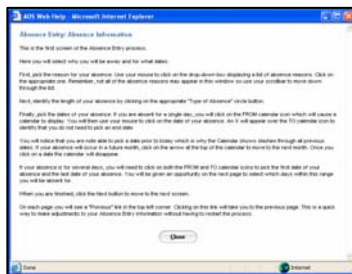 AOS Web Help - Microsoft Internet Explorer
Absence Entry: Absence Information
This is the first screen of the Absence Entry process.
Here you will select why you will be away and for what dates.
First, pick the reason for your absence. Use your mouse to click on the drop-down box displaying a list of absence reasons. Click on
the appropriate one. Remember, not all of the absence reasons may appear in this window so use your scrollbar to move down
through the list.
Next, identify the length of your absence by clicking on the appropriate "Type of Absence" circle button.
Finally, pick the date of your absence. If you are absent for a single day, you will click on the FROM calendar icon which will cause a
calendar to display. You will then use your mouse to click on the date of your absence. An X will appear over the TO calendar icon to
identify that you do not need to pick an end date.
You will notice that you are not able to pick a date prior to today which is why the Calendar shows slashes through all previous
dates. If your absence will occur in a future month, click on the arrow at the top of the calendar to move to the next month. Once you
click on a date the calendar will disappear.
If your absence is for several days, you will need to click on both the FROM and TO calendar icons to pick the first date of your
absence and the last date of your absence. You will be given an opportunity on the next page to select which days within this range
you will be absent for.
When you are finished, click the Next button to move to the next screen.
On each page you will see a "Previous" link in the top left corner. Clicking on this link will take you to the previous page. This is a quick
way to make adjustments to your Absence Entry information without having to restart the process.
Close
Done
Internet